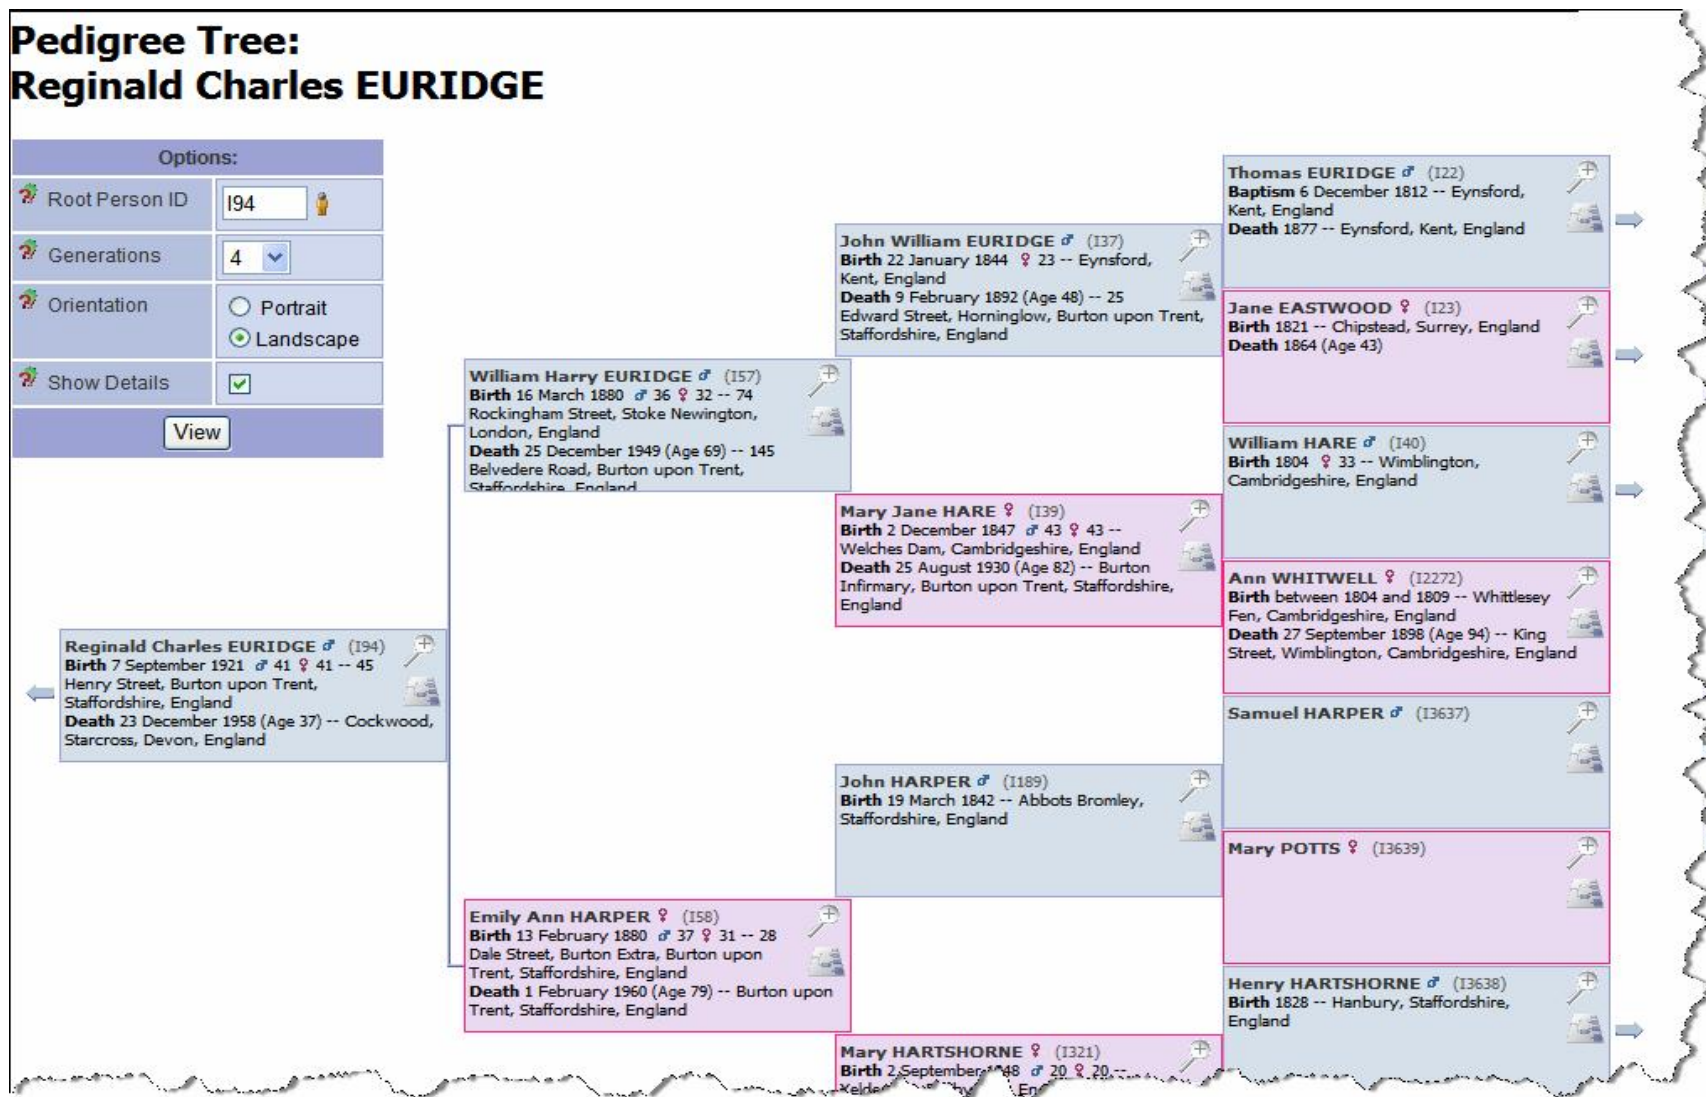 Pedigree Tree:
Reginald Charles EURIDGE
Options:
Root Person ID
I94
Generations
4
Orientation
Portrait
Landscape
Show Details
View
Reginald Charles EURIDGE ♂ (I94)
Birth 7 September 1921 ♂ 41 ♀ 41 -- 45
Henry Street, Burton upon Trent,
Staffordshire, England
Death 23 December 1958 (Age 37) -- Cockwood,
Starcross, Devon, England
William Harry EURIDGE ♂ (I57)
Birth 16 March 1880 ♂ 36 ♀ 32 -- 74
Rockingham Street, Stoke Newington,
London, England
Death 25 December 1949 (Age 69) -- 145
Belvedere Road, Burton upon Trent,
Staffordshire, England
Emily Ann HARPER ♀ (I58)
Birth 13 February 1880 ♂ 37 ♀ 31 -- 28
Dale Street, Burton Extra, Burton upon
Trent, Staffordshire, England
Death 1 February 1960 (Age 79) -- Burton upon
Trent, Staffordshire, England
John William EURIDGE ♂ (I37)
Birth 22 January 1844 ♀ 23 -- Eynsford,
Kent, England
Death 9 February 1892 (Age 48) -- 25
Edward Street, Horninglow, Burton upon Trent,
Staffordshire, England
Mary Jane HARE ♀ (I39)
Birth 2 December 1847 ♂ 43 ♀ 43 --
Welches Dam, Cambridgeshire, England
Death 25 August 1930 (Age 82) -- Burton
Infirmary, Burton upon Trent, Staffordshire,
England
John HARPER ♂ (I189)
Birth 19 March 1842 -- Abbots Bromley,
Staffordshire, England
Mary HARTSHORNE ♀ (I321)
Birth 2 September 1848 ♂ 20 ♀ 20 --
Thomas EURIDGE ♂ (I22)
Baptism 6 December 1812 -- Eynsford,
Kent, England
Death 1877 -- Eynsford, Kent, England
Jane EASTWOOD ♀ (I23)
Birth 1821 -- Chipstead, Surrey, England
Death 1864 (Age 43)
William HARE ♂ (I40)
Birth 1804 ♀ 33 -- Wimblington,
Cambridgeshire, England
Ann WHITWELL ♀ (I2272)
Birth between 1804 and 1809 -- Whittlesey
Fen, Cambridgeshire, England
Death 27 September 1898 (Age 94) -- King
Street, Wimblington, Cambridgeshire, England
Samuel HARPER ♂ (I3637)
Mary POTTS ♀ (I3639)
Henry HARTSHORNE ♂ (I3638)
Birth 1828 -- Hanbury, Staffordshire,
England